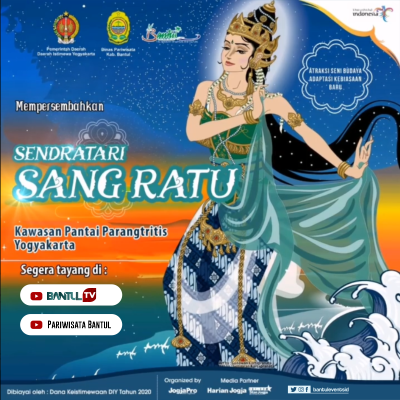 Pemerintah Daerah
Daerah Istimewa Yogyakarta
Dinas Pariwisata
Kab. Bantul
indonesia
ATRAKSI SENI BUDAYA
ADAPTASI KEBIASAAN
BARU
Mempersembahkan
SENDRATARI
SANG RATU
Kawasan Pantai Parangtritis
Yogyakarta
Segera tayang di :
BANTUL TV
PARIWISATA BANTUL
Dibiayai oleh : Dana Keistimewaan DIY Tahun 2020
Organized by
JogjaPro
Media Partner
Harian Jogja
bantuleventsid